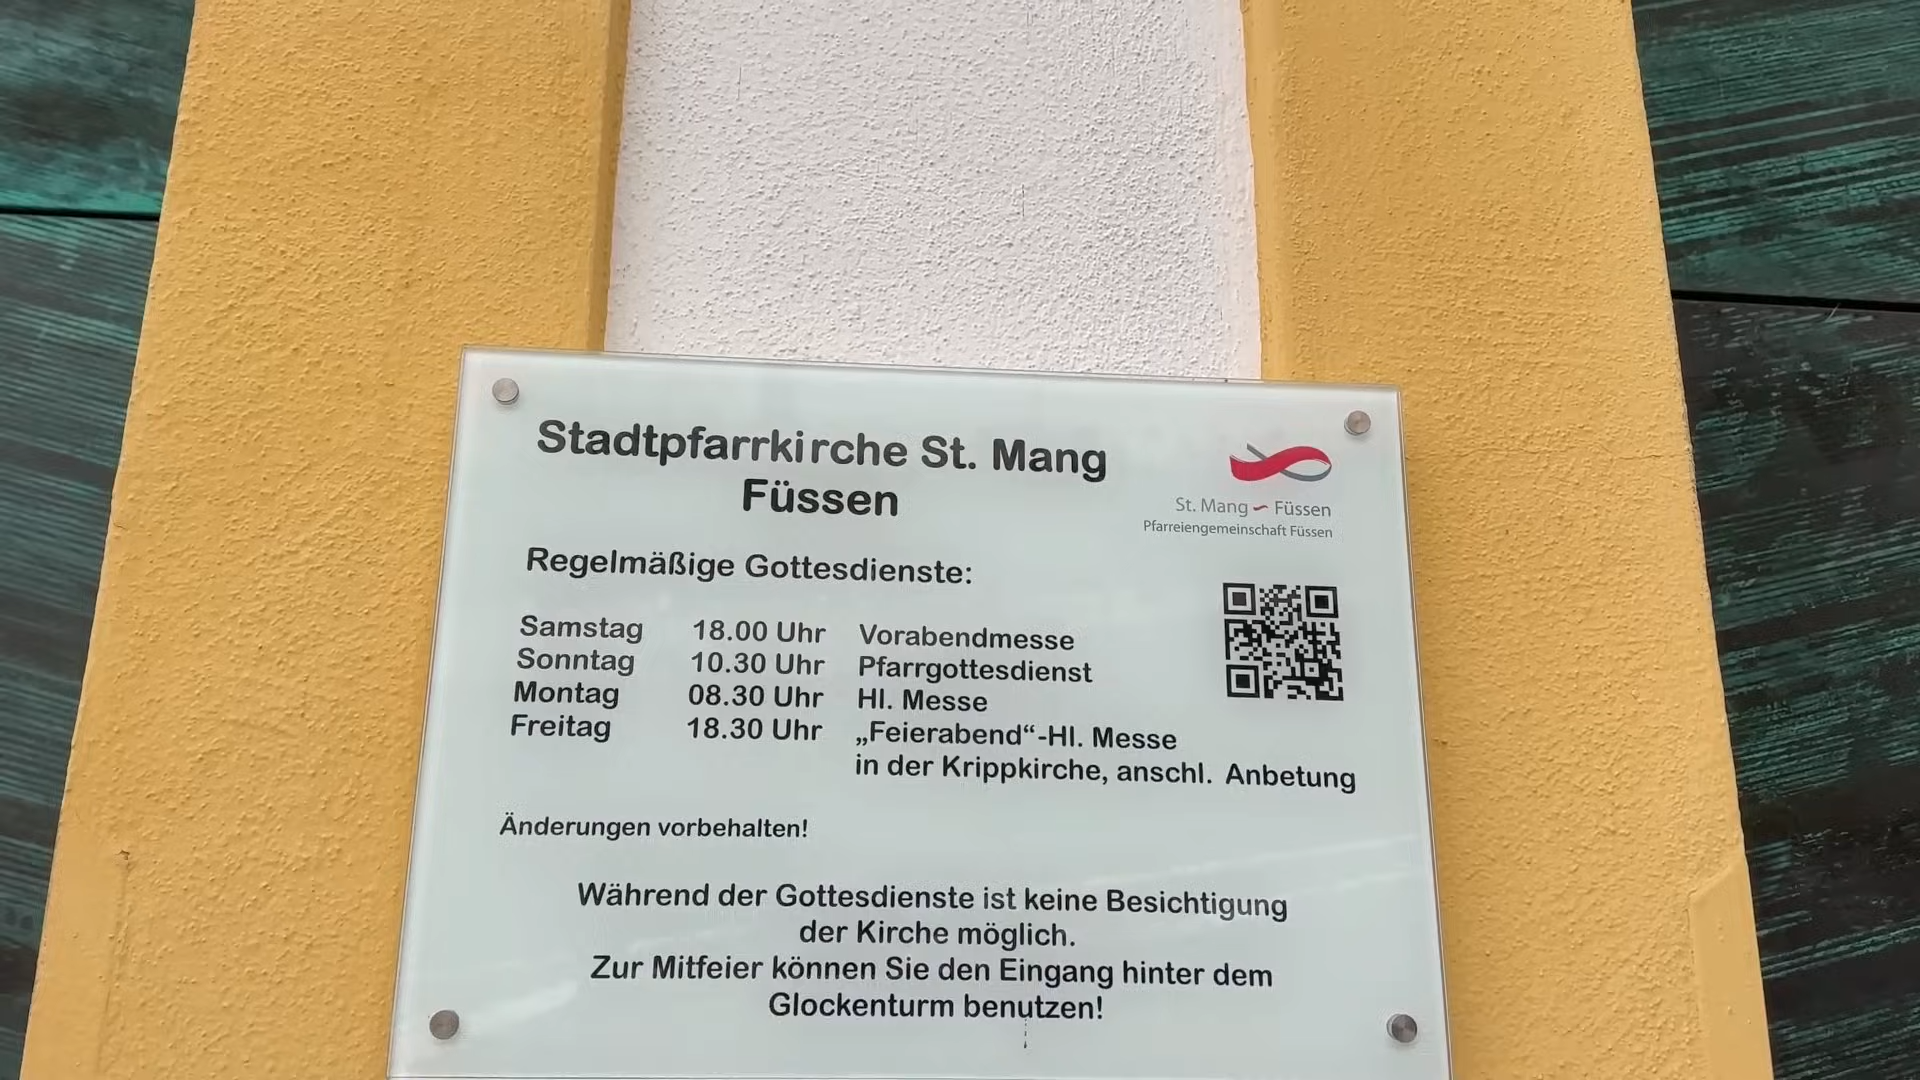 Stadtpfarrkirche St. Mang
Füssen
St. Mang ~ Füssen
Pfarreiengemeinschaft Füssen
Regelmäßige Gottesdienste:
Samstag 18.00 Uhr Vorabendmesse
Sonntag 10.30 Uhr Pfarrgottesdienst
Montag 08.30 Uhr Hl. Messe
Freitag 18.30 Uhr „Feierabend“-Hl. Messe
in der Krippkirche, anschl. Anbetung
Änderungen vorbehalten!
Während der Gottesdienste ist keine Besichtigung
der Kirche möglich.
Zur Mitfeier können Sie den Eingang hinter dem
Glockenturm benutzen!